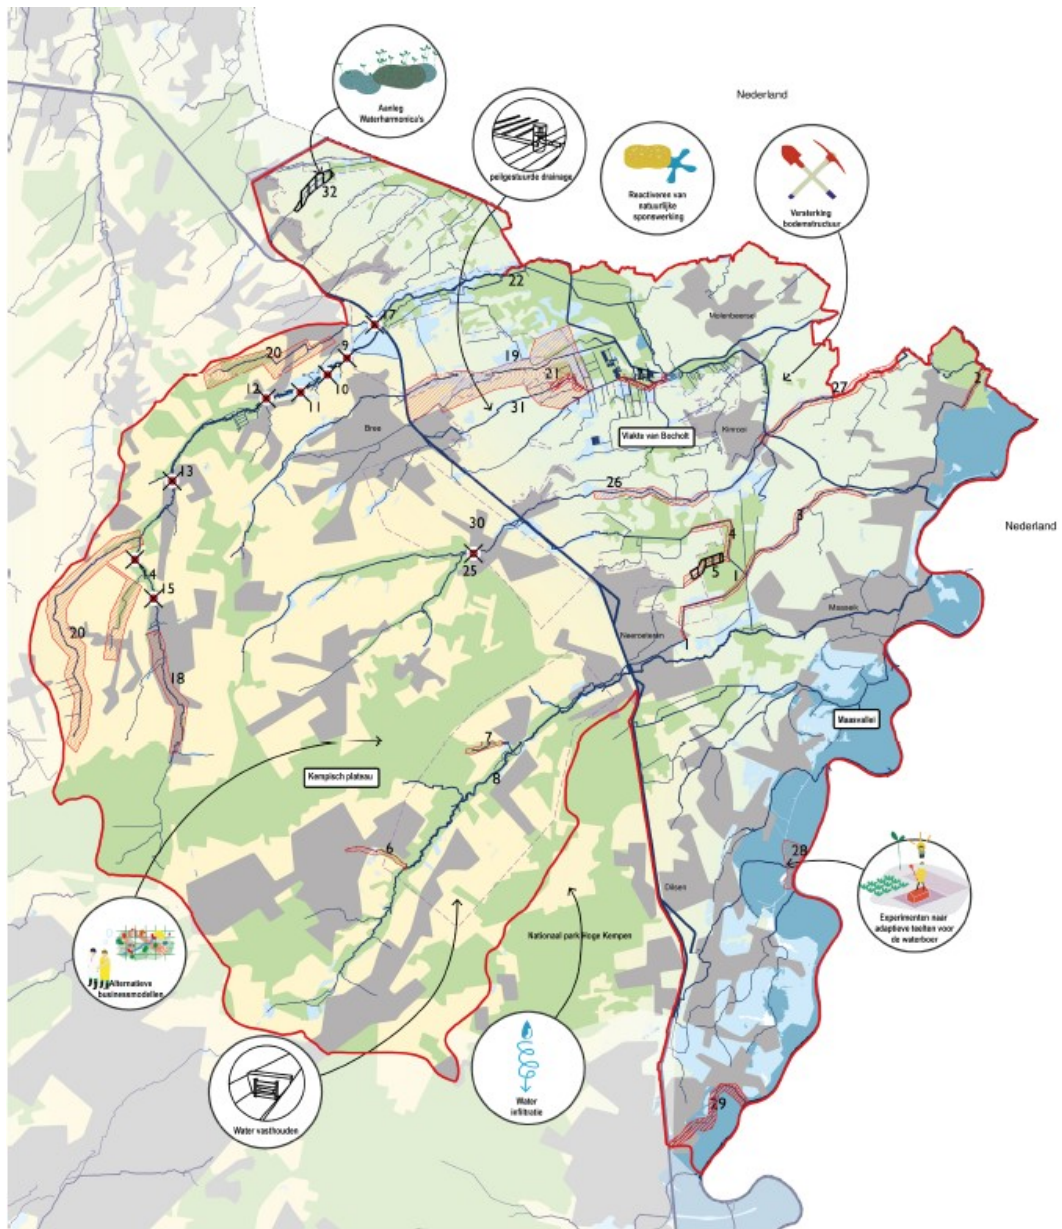 Aanleg
Waterharmonica's
Nederland
peilgestuurde drainage
Reactiveren van
natuurlijke
sponswerking
Versterking
bodemstructuur
32
22
17
Molenbeersel
20
9
19
10
21
12
11
31
27
2
Bree
Vlakte van Bocholt
Kinrooi
13
26
3
Nederland
30
4
25
5
14
1
15
Maaseik
Neeroeteren
1
20
18
Maasvallei
7
Kempisch plateau
8
6
28
Dilsen
Experimenten naar
adaptieve teelten voor
de waterboer
Nationaal park Hoge Kempen
Alternatieve
businessmodellen
Water vasthouden
Water
infiltratie
29